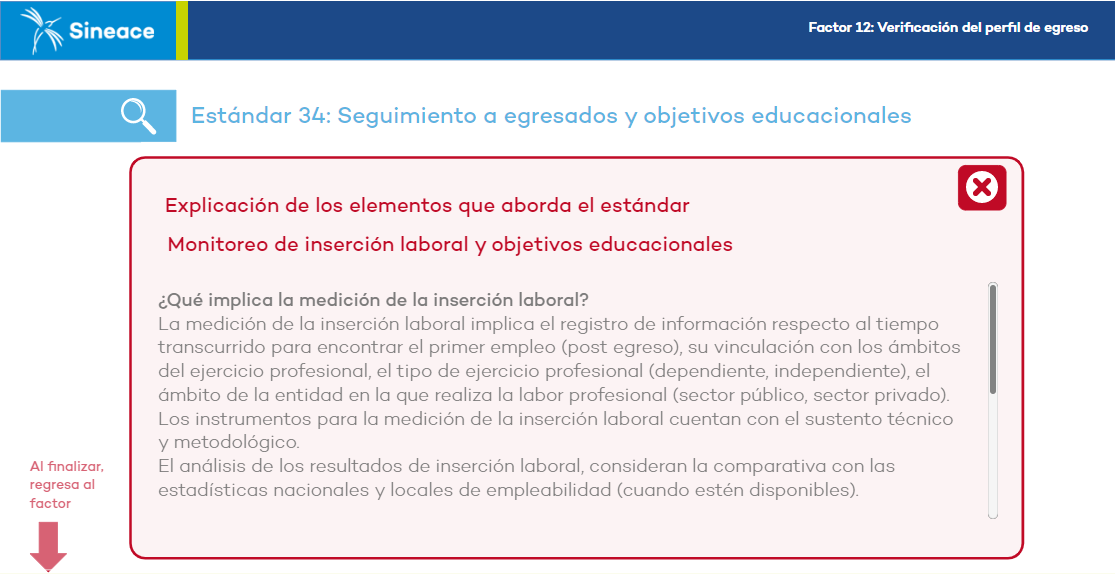 Sineace
Factor 12: Verificación del perfil de egreso
Estándar 34: Seguimiento a egresados y objetivos educacionales
Explicación de los elementos que aborda el estándar
Monitoreo de inserción laboral y objetivos educacionales
¿Qué implica la medición de la inserción laboral?
La medición de la inserción laboral implica el registro de información respecto al tiempo
transcurrido para encontrar el primer empleo (post egreso), su vinculación con los ámbitos
del ejercicio profesional, el tipo de ejercicio profesional (dependiente, independiente), el
ámbito de la entidad en la que realiza la labor profesional (sector público, sector privado).
Los instrumentos para la medición de la inserción laboral cuentan con el sustento técnico
y metodológico.
El análisis de los resultados de inserción laboral, consideran la comparativa con las
estadísticas nacionales y locales de empleabilidad (cuando estén disponibles).
Al finalizar,
regresa al
factor